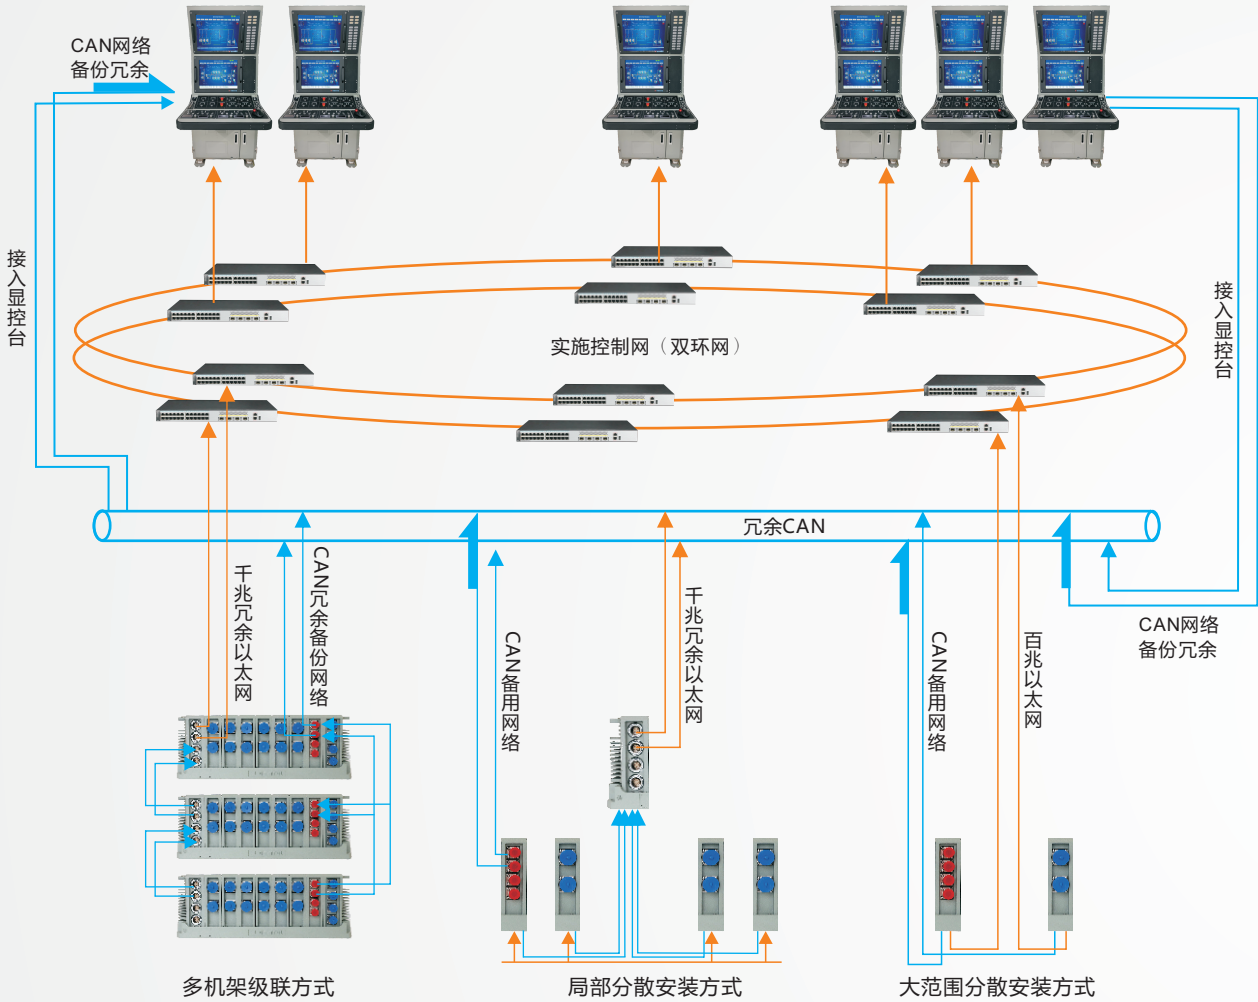 CAN网络
备份冗余
接入显控台
接入显控台
实施控制网（双环网）
冗余CAN
千兆冗余以太网
CAN冗余备份网络
CAN备用网络
千兆冗余以太网
CAN备用网络
百兆以太网
CAN网络
备份冗余
多机架级联方式
局部分散安装方式
大范围分散安装方式